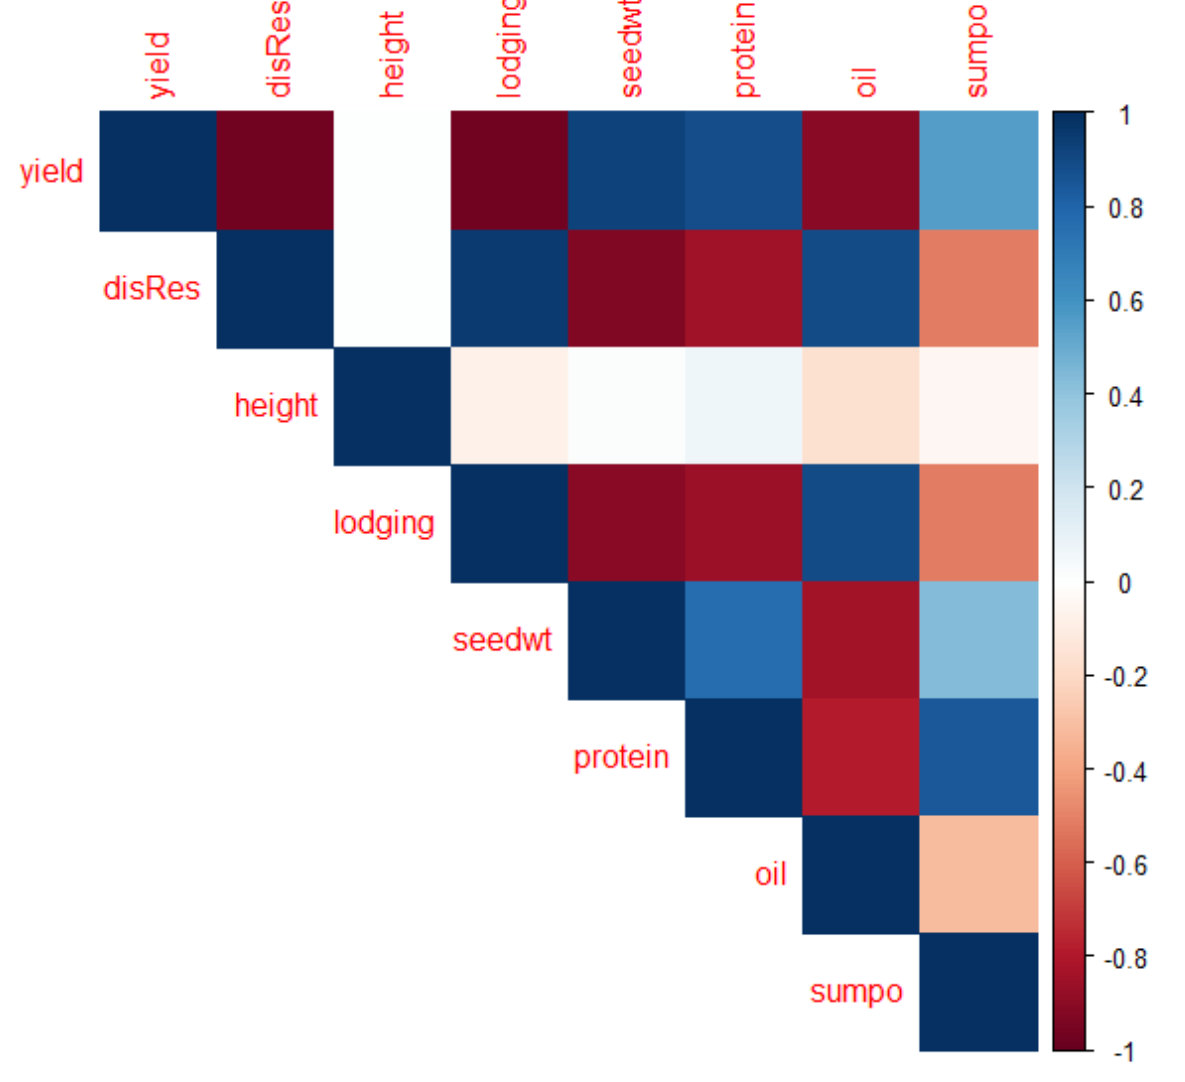 yield
disRes
height
lodging
seedwt
protein
oil
sumpo
yield
disRes
height
lodging
seedwt
protein
oil
sumpo
1
0.8
0.6
0.4
0.2
0
-0.2
-0.4
-0.6
-0.8
-1